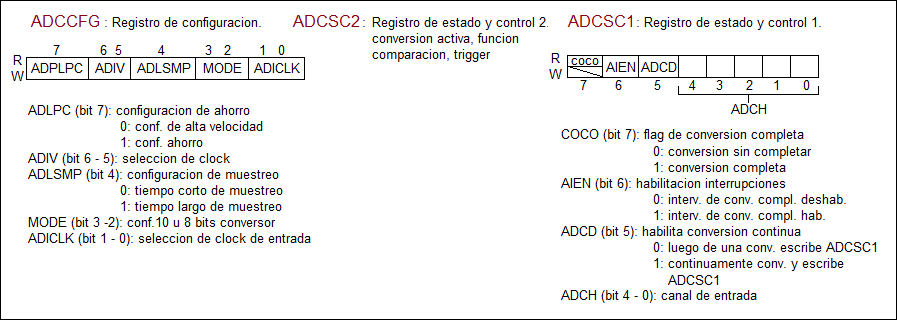 ADCCFG : Registro de configuracion.
7 6 5 4 3 2 1 0
R
W
ADPLPC ADIV ADLSMP MODE ADICLK
ADLPC (bit 7): configuracion de ahorro
0: conf. de alta velocidad
1: conf. ahorro
ADIV (bit 6 - 5): seleccion de clock
ADLSMP (bit 4): configuracion de muestreo
0: tiempo corto de muestreo
1: tiempo largo de muestreo
MODE (bit 3 -2): conf.10 u 8 bits conversor
ADICLK (bit 1 - 0): seleccion de clock de entrada
ADCSC2 : Registro de estado y control 2.
conversion activa, funcion
comparacion, trigger
ADCSC1 : Registro de estado y control 1.
R
W
coco AIEN ADCD
7 6 5 4 3 2 1 0
ADCH
COCO (bit 7): flag de conversion completa
0: conversion sin completar
1: conversion completa
AIEN (bit 6): habilitacion interrupciones
0: interv. de conv. compl. deshab.
1: interv. de conv. compl. hab.
ADCD (bit 5): habilita conversion continua
0: luego de una conv. escribe ADCSC1
1: continuamente conv. y escribe
ADCSC1
ADCH (bit 4 - 0): canal de entrada